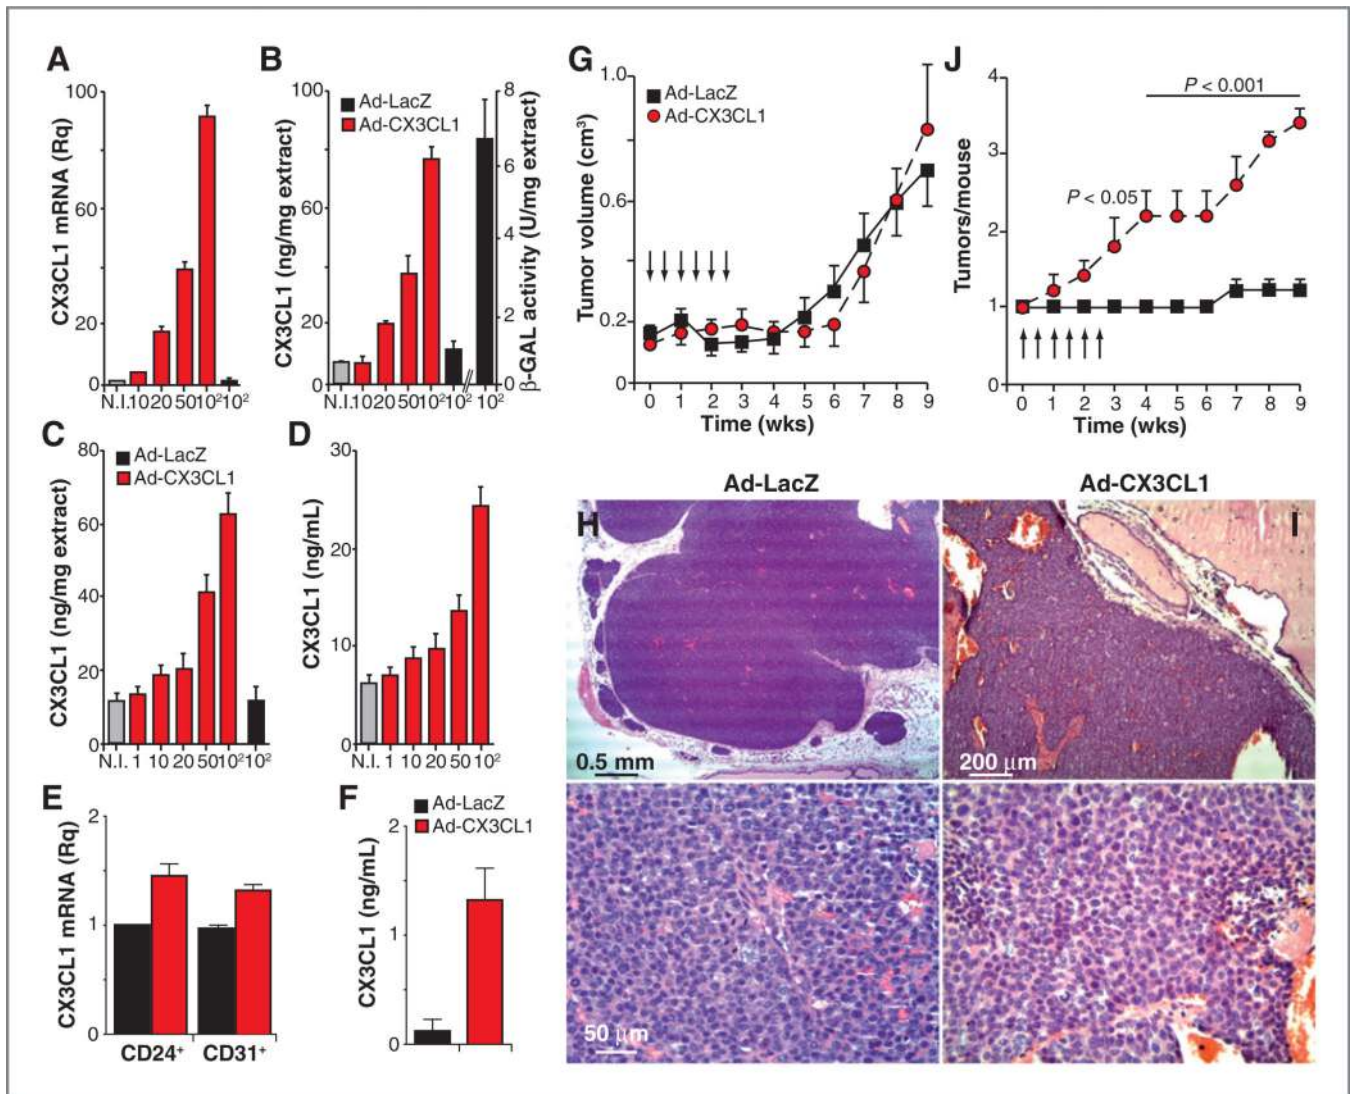 A
CX3CL1 mRNA (Rq)
100
60
20
0
N.I. 10 20 50 10² 10²
B
Ad-LacZ
Ad-CX3CL1
CX3CL1 (ng/mg extract)
100
60
20
0
β-GAL activity (U/mg extract)
8
6
4
2
0
N.I. 10 20 50 10² 10² // 10²
G
Ad-LacZ
Ad-CX3CL1
Tumor volume (cm³)
1.0
0.6
0.2
0
0 1 2 3 4 5 6 7 8 9
Time (wks)
J
P < 0.001
P < 0.05
Tumors/mouse
4
3
2
1
0
0 1 2 3 4 5 6 7 8 9
Time (wks)
C
Ad-LacZ
Ad-CX3CL1
CX3CL1 (ng/mg extract)
80
60
40
20
0
N.I. 1 10 20 50 10² 10²
D
CX3CL1 (ng/mL)
30
20
10
0
N.I. 1 10 20 50 10²
E
CX3CL1 mRNA (Rq)
2
1
0
CD24⁺ CD31⁺
F
Ad-LacZ
Ad-CX3CL1
CX3CL1 (ng/mL)
2
1
0
Ad-LacZ
Ad-CX3CL1
H
I
0.5 mm
200 µm
50 µm